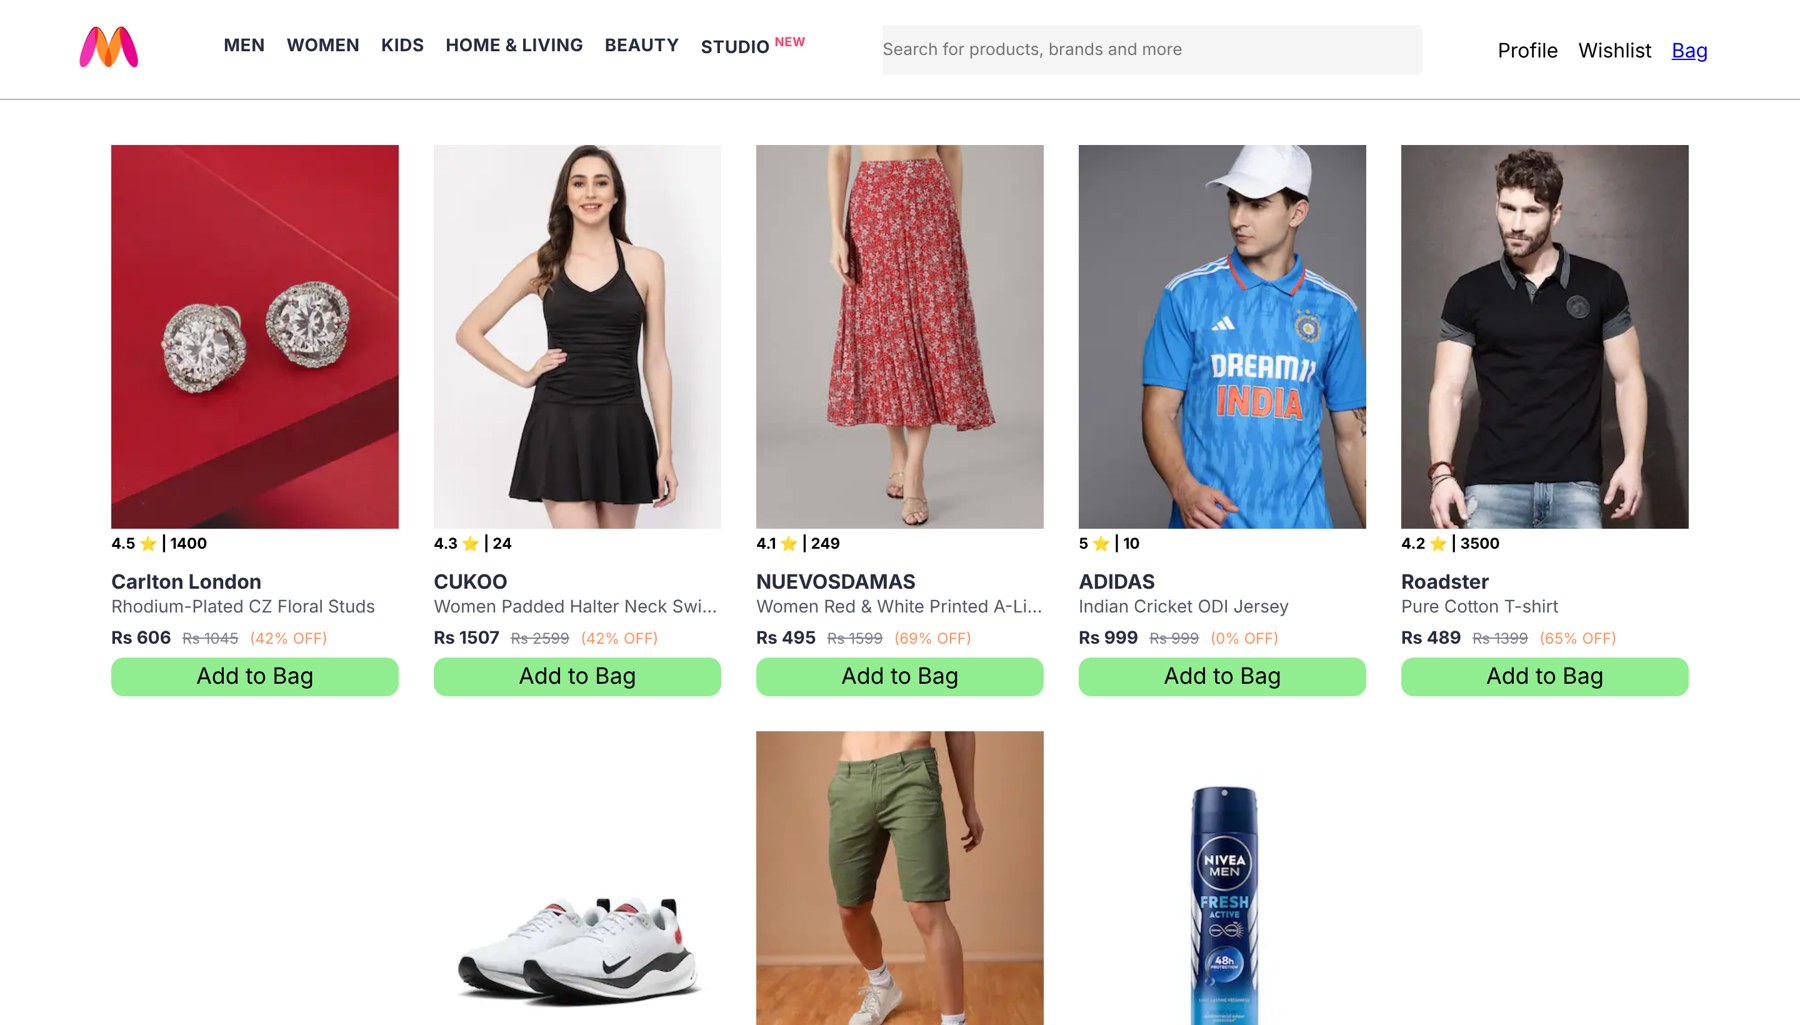 MEN WOMEN KIDS HOME & LIVING BEAUTY STUDIO NEW
Search for products, brands and more
Profile Wishlist Bag
DREAM11
INDIA
4.5 ⭐ | 1400
Carlton London
Rhodium-Plated CZ Floral Studs
Rs 606 Rs 1045 (42% OFF)
Add to Bag
4.3 ⭐ | 24
CUKOO
Women Padded Halter Neck Swi...
Rs 1507 Rs 2599 (42% OFF)
Add to Bag
4.1 ⭐ | 249
NUEVOSDAMAS
Women Red & White Printed A-Li...
Rs 495 Rs 1599 (69% OFF)
Add to Bag
5 ⭐ | 10
ADIDAS
Indian Cricket ODI Jersey
Rs 999 Rs 999 (0% OFF)
Add to Bag
4.2 ⭐ | 3500
Roadster
Pure Cotton T-shirt
Rs 489 Rs 1399 (65% OFF)
Add to Bag
NIVEA
MEN
FRESH
ACTIVE
48h